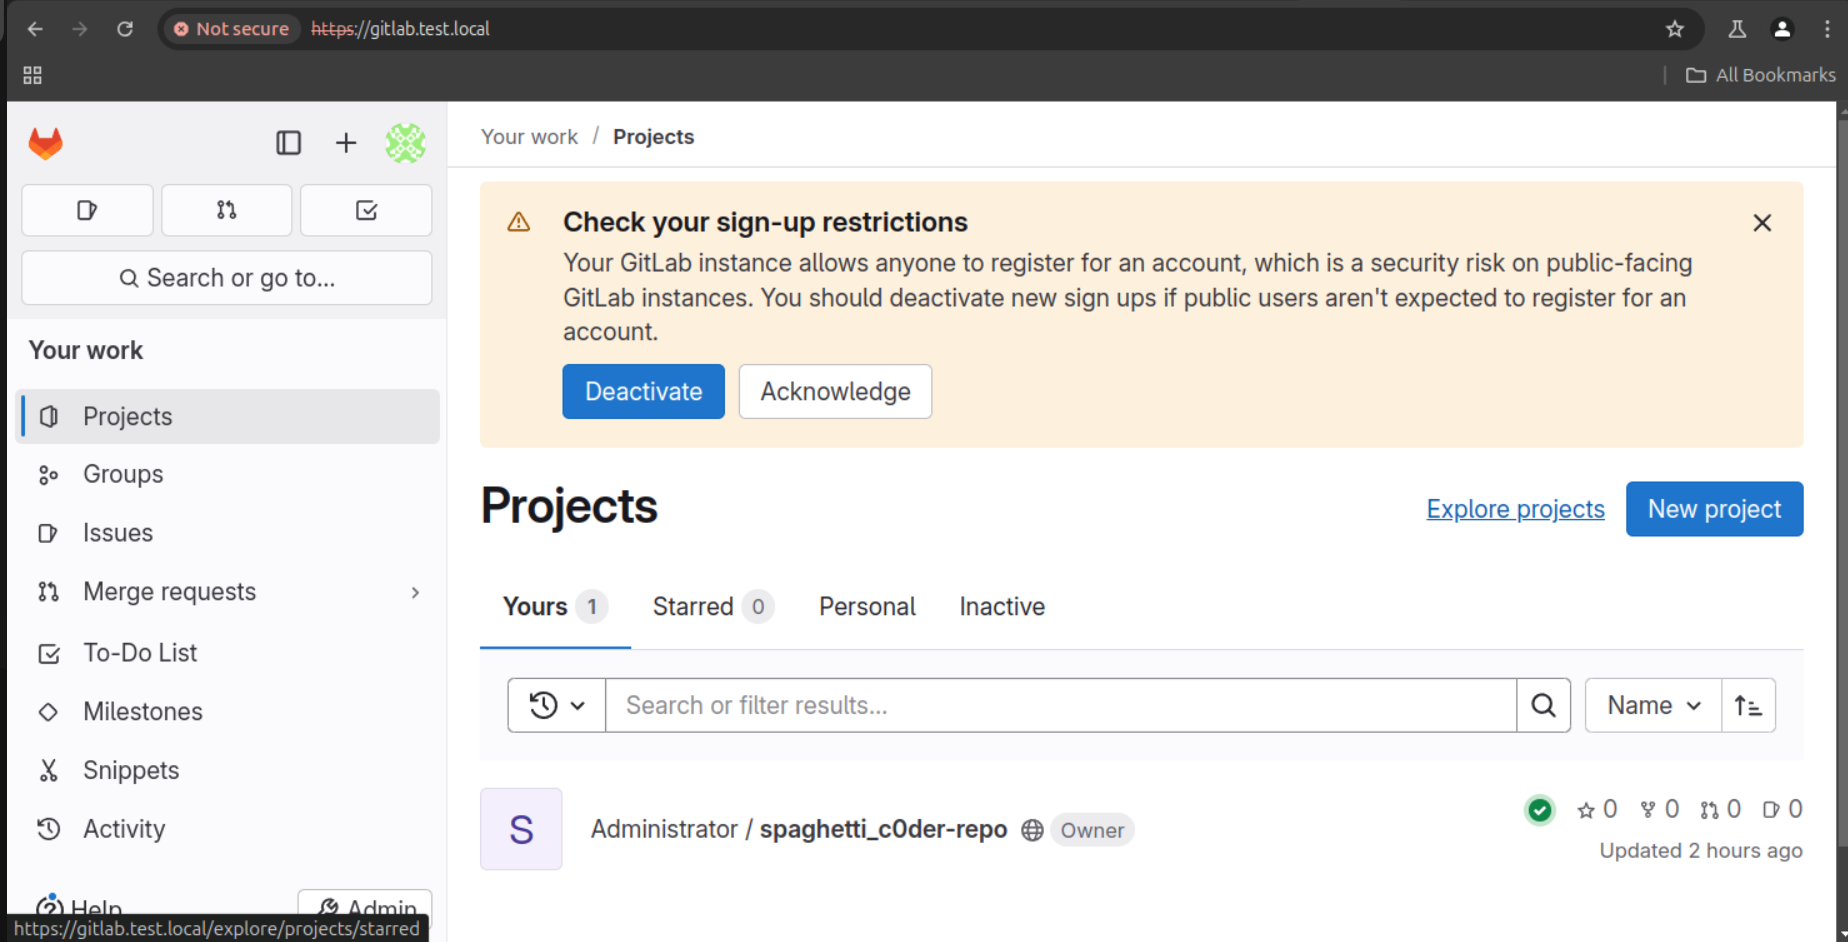 Not secure https://gitlab.test.local
All Bookmarks
Your work / Projects
Search or go to...
Your work
Projects
Groups
Issues
Merge requests
To-Do List
Milestones
Snippets
Activity
Help
Admin
https://gitlab.test.local/explore/projects/starred
Check your sign-up restrictions
Your GitLab instance allows anyone to register for an account, which is a security risk on public-facing
GitLab instances. You should deactivate new sign ups if public users aren't expected to register for an
account.
Deactivate Acknowledge
Projects
Explore projects New project
Yours 1 Starred 0 Personal Inactive
Search or filter results... Name
S Administrator / spaghetti_c0der-repo Owner 0 0 0 0
Updated 2 hours ago